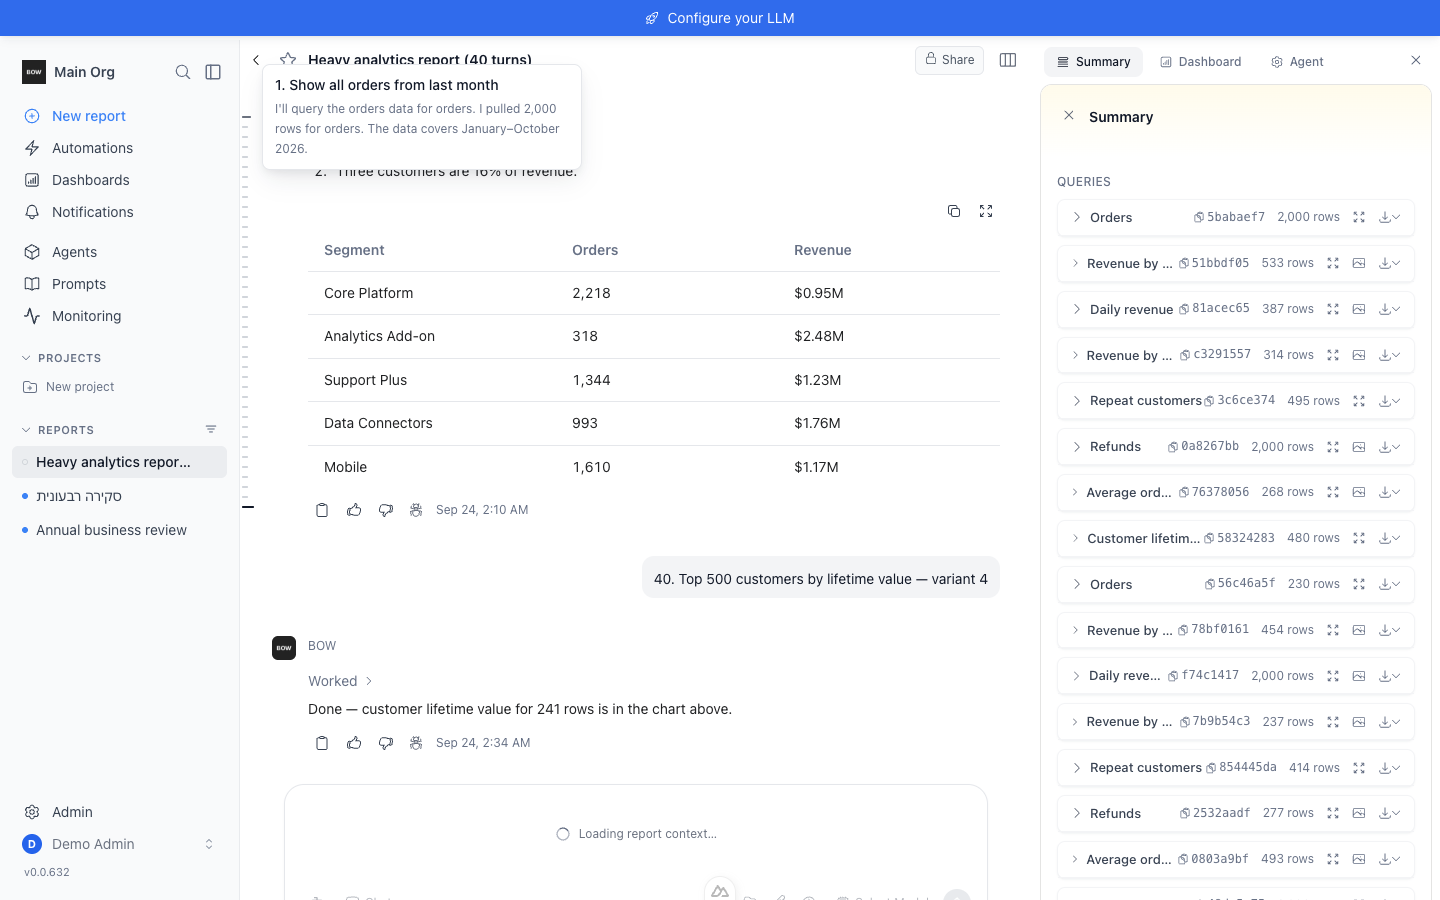 Configure your LLM
BOW
Main Org
New report
Automations
Dashboards
Notifications
Agents
Prompts
Monitoring
PROJECTS
New project
REPORTS
Heavy analytics repor...
סקירה רבעונית
Annual business review
Admin
D
Demo Admin
v0.0.632
Heavy analytics report (40 turns)
Share
1. Show all orders from last month
I'll query the orders data for orders. I pulled 2,000
rows for orders. The data covers January–October
2026.
2. Three customers are 16% of revenue.
Segment Orders Revenue
Core Platform 2,218 $0.95M
Analytics Add-on 318 $2.48M
Support Plus 1,344 $1.23M
Data Connectors 993 $1.76M
Mobile 1,610 $1.17M
Sep 24, 2:10 AM
40. Top 500 customers by lifetime value — variant 4
BOW
BOW
Worked
Done — customer lifetime value for 241 rows is in the chart above.
Sep 24, 2:34 AM
Loading report context...
Summary
Dashboard
Agent
Summary
QUERIES
Orders 5babaef7 2,000 rows
Revenue by ... 51bbdf05 533 rows
Daily revenue 81acec65 387 rows
Revenue by ... c3291557 314 rows
Repeat customers 3c6ce374 495 rows
Refunds 0a8267bb 2,000 rows
Average ord... 76378056 268 rows
Customer lifetim... 58324283 480 rows
Orders 56c46a5f 230 rows
Revenue by ... 78bf0161 454 rows
Daily reve... f74c1417 2,000 rows
Revenue by ... 7b9b54c3 237 rows
Repeat customers 854445da 414 rows
Refunds 2532aadf 277 rows
Average ord... 0803a9bf 493 rows